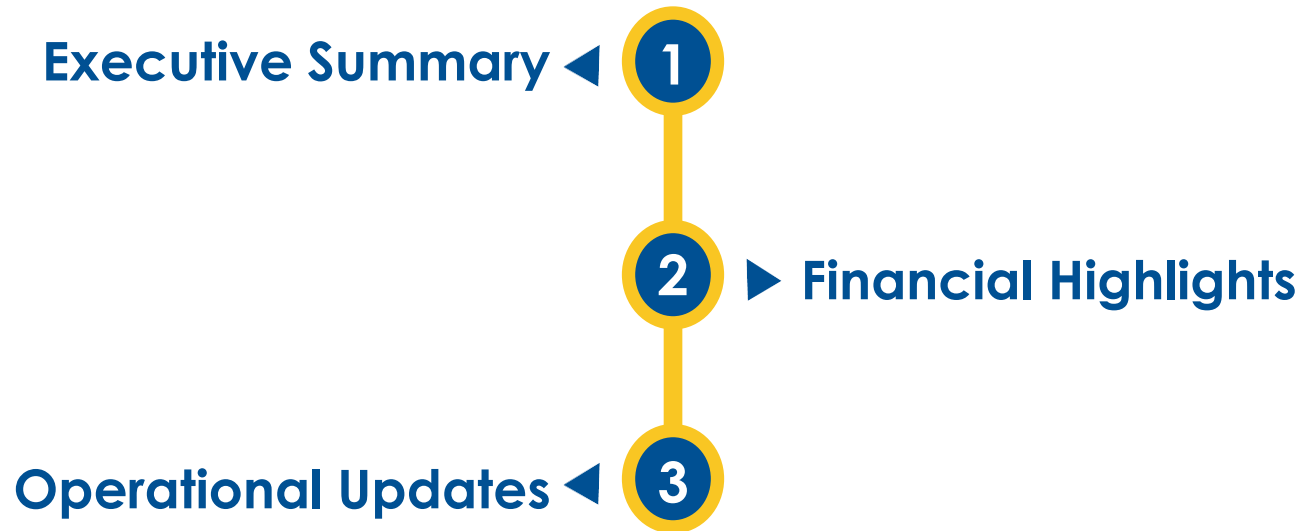 Executive Summary 1
2 Financial Highlights
Operational Updates 3